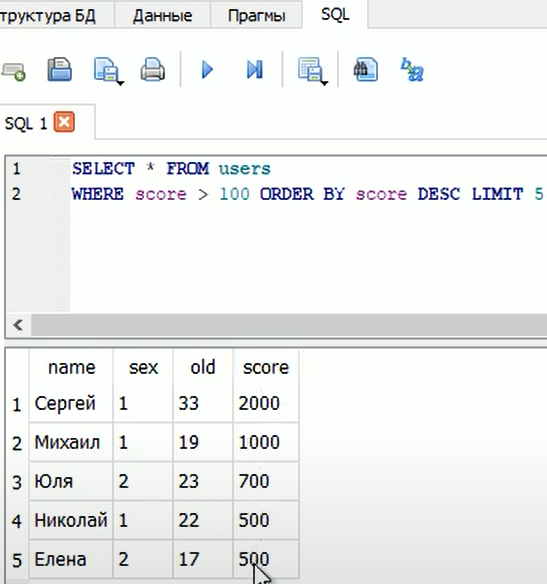 труктура БД Данные Прагмы SQL
SQL 1
1 SELECT * FROM users
2 WHERE score > 100 ORDER BY score DESC LIMIT 5
name sex old score
1 Сергей 1 33 2000
2 Михаил 1 19 1000
3 Юля 2 23 700
4 Николай 1 22 500
5 Елена 2 17 500